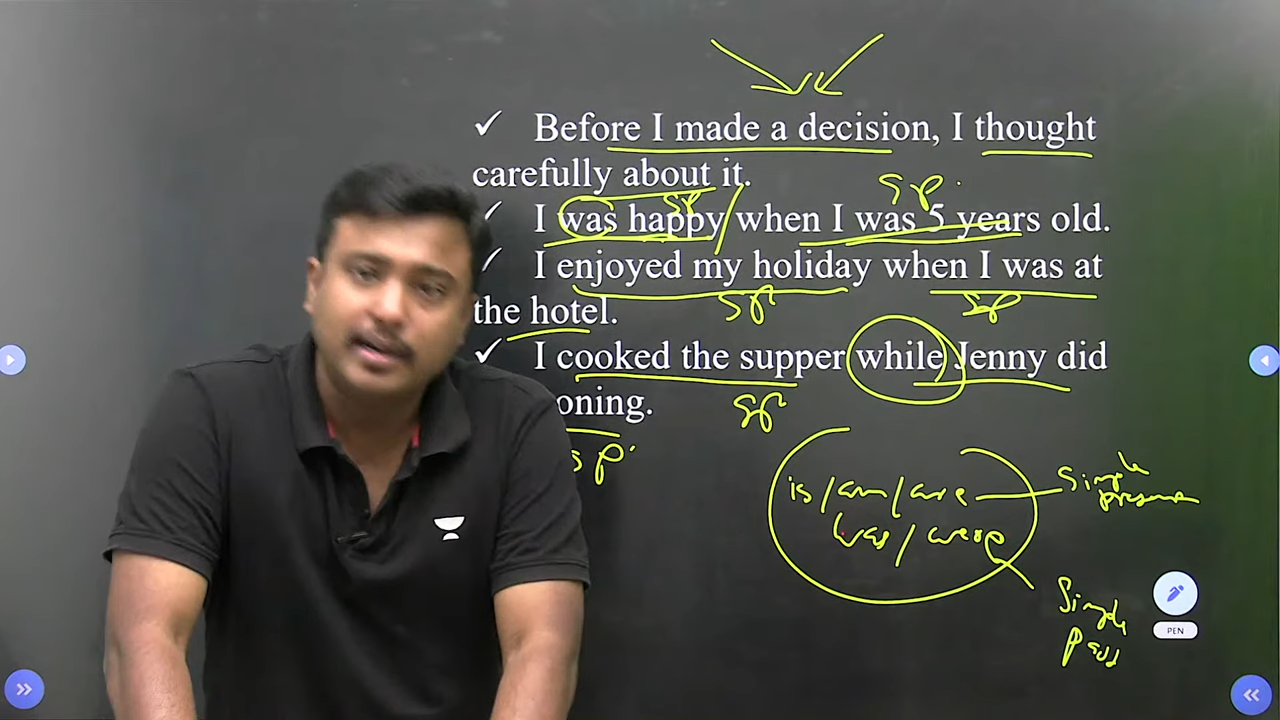 ✓ Before I made a decision, I thought
carefully about it.
sp sp.
✓ I was happy / when I was 5 years old.
✓ I enjoyed my holiday when I was at
sp sp
the hotel.
✓ I cooked the supper while Jenny did
oning.
sp
sp.
is/am/are — Simple
present
was/were
Simple
past
PEN